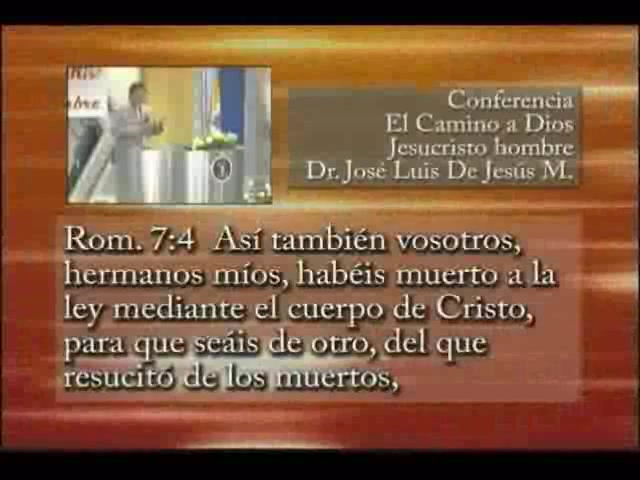 Conferencia
El Camino a Dios
Jesucristo hombre
Dr. José Luis De Jesús M.
Rom. 7:4 Así también vosotros,
hermanos míos, habéis muerto a la
ley mediante el cuerpo de Cristo,
para que seáis de otro, del que
resucitó de los muertos,